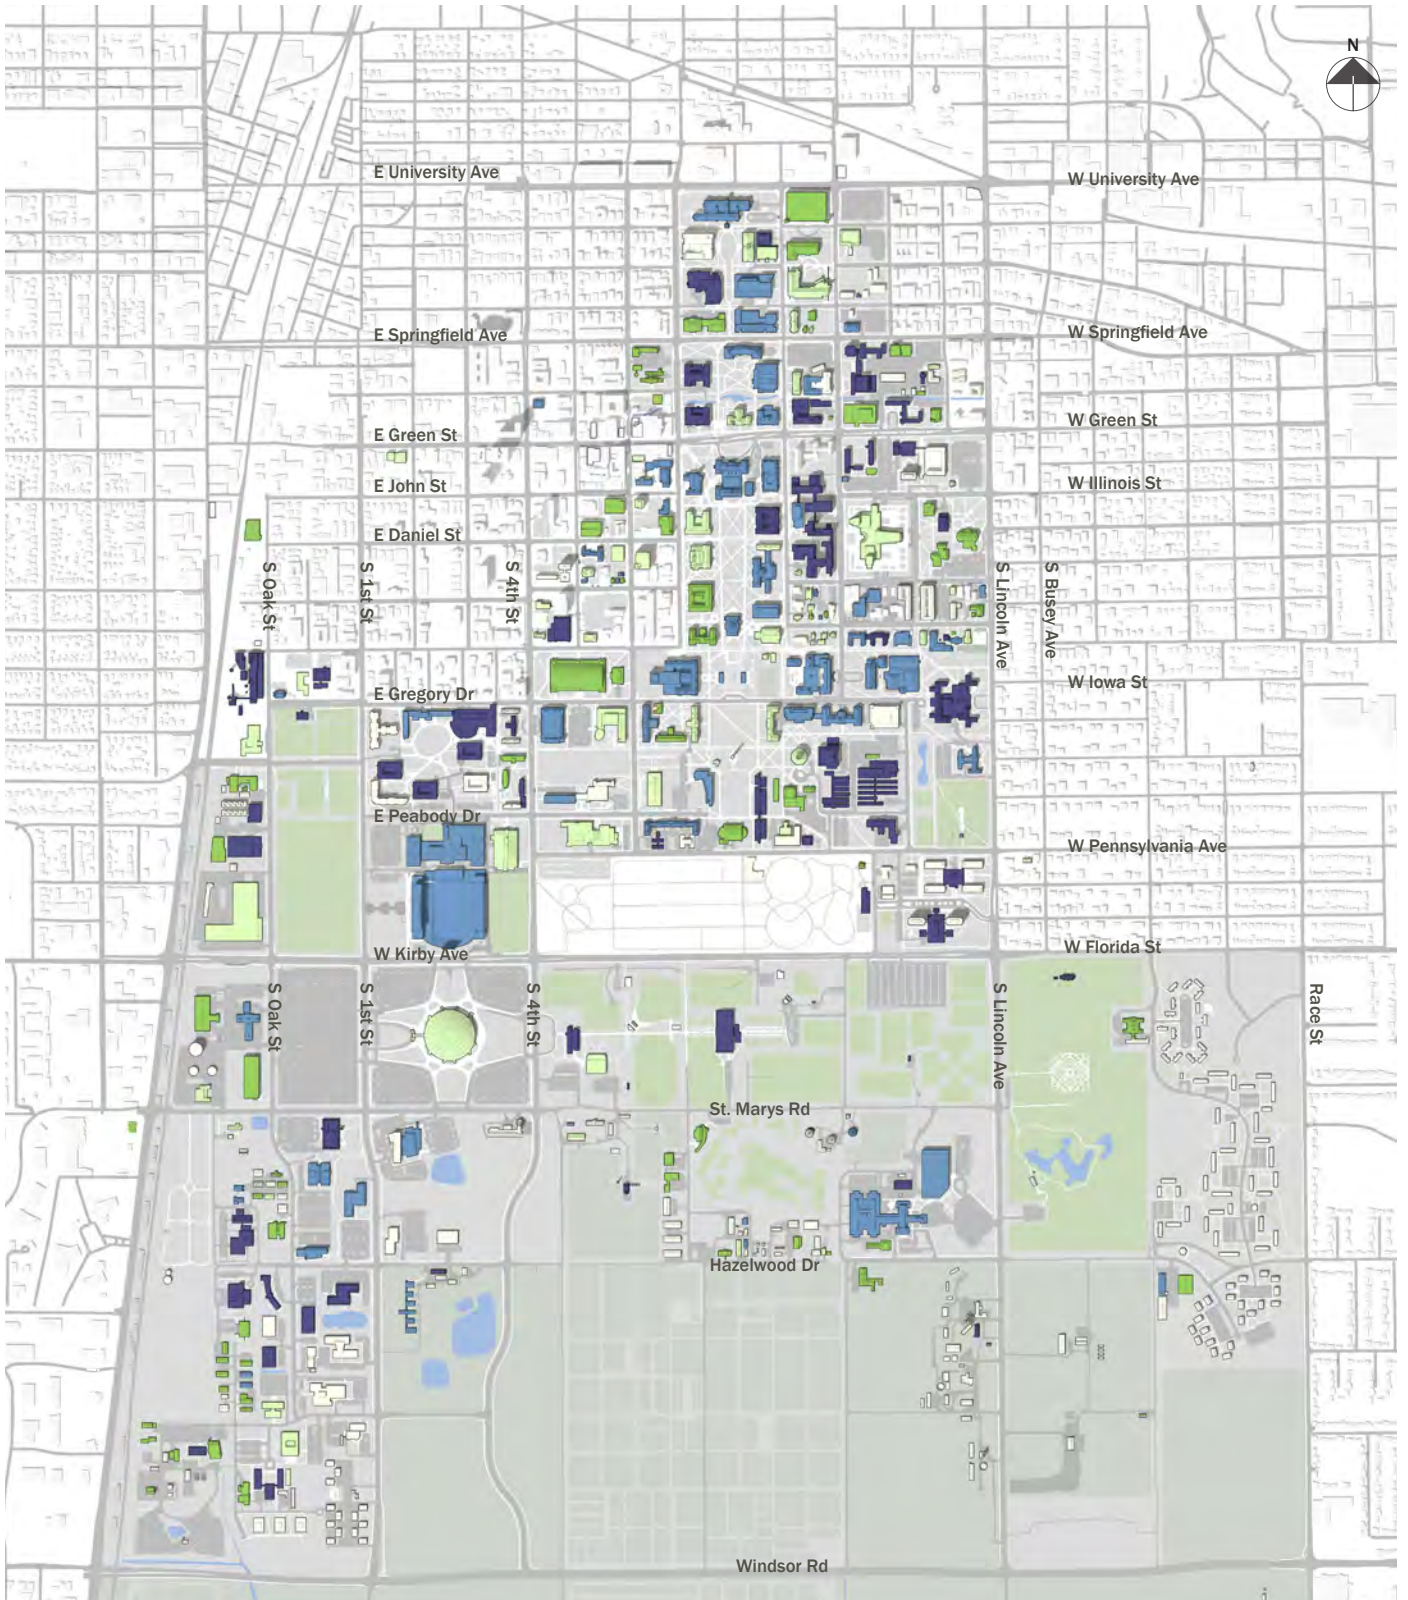 N
E University Ave
W University Ave
E Springfield Ave
W Springfield Ave
E Green St
W Green St
E John St
W Illinois St
E Daniel St
S Oak St
S 1st St
S 4th St
S Lincoln Ave
S Busey Ave
E Gregory Dr
W Iowa St
E Peabody Dr
W Pennsylvania Ave
W Kirby Ave
W Florida St
S Oak St
S 1st St
S 4th St
S Lincoln Ave
Race St
St. Marys Rd
Hazelwood Dr
Windsor Rd